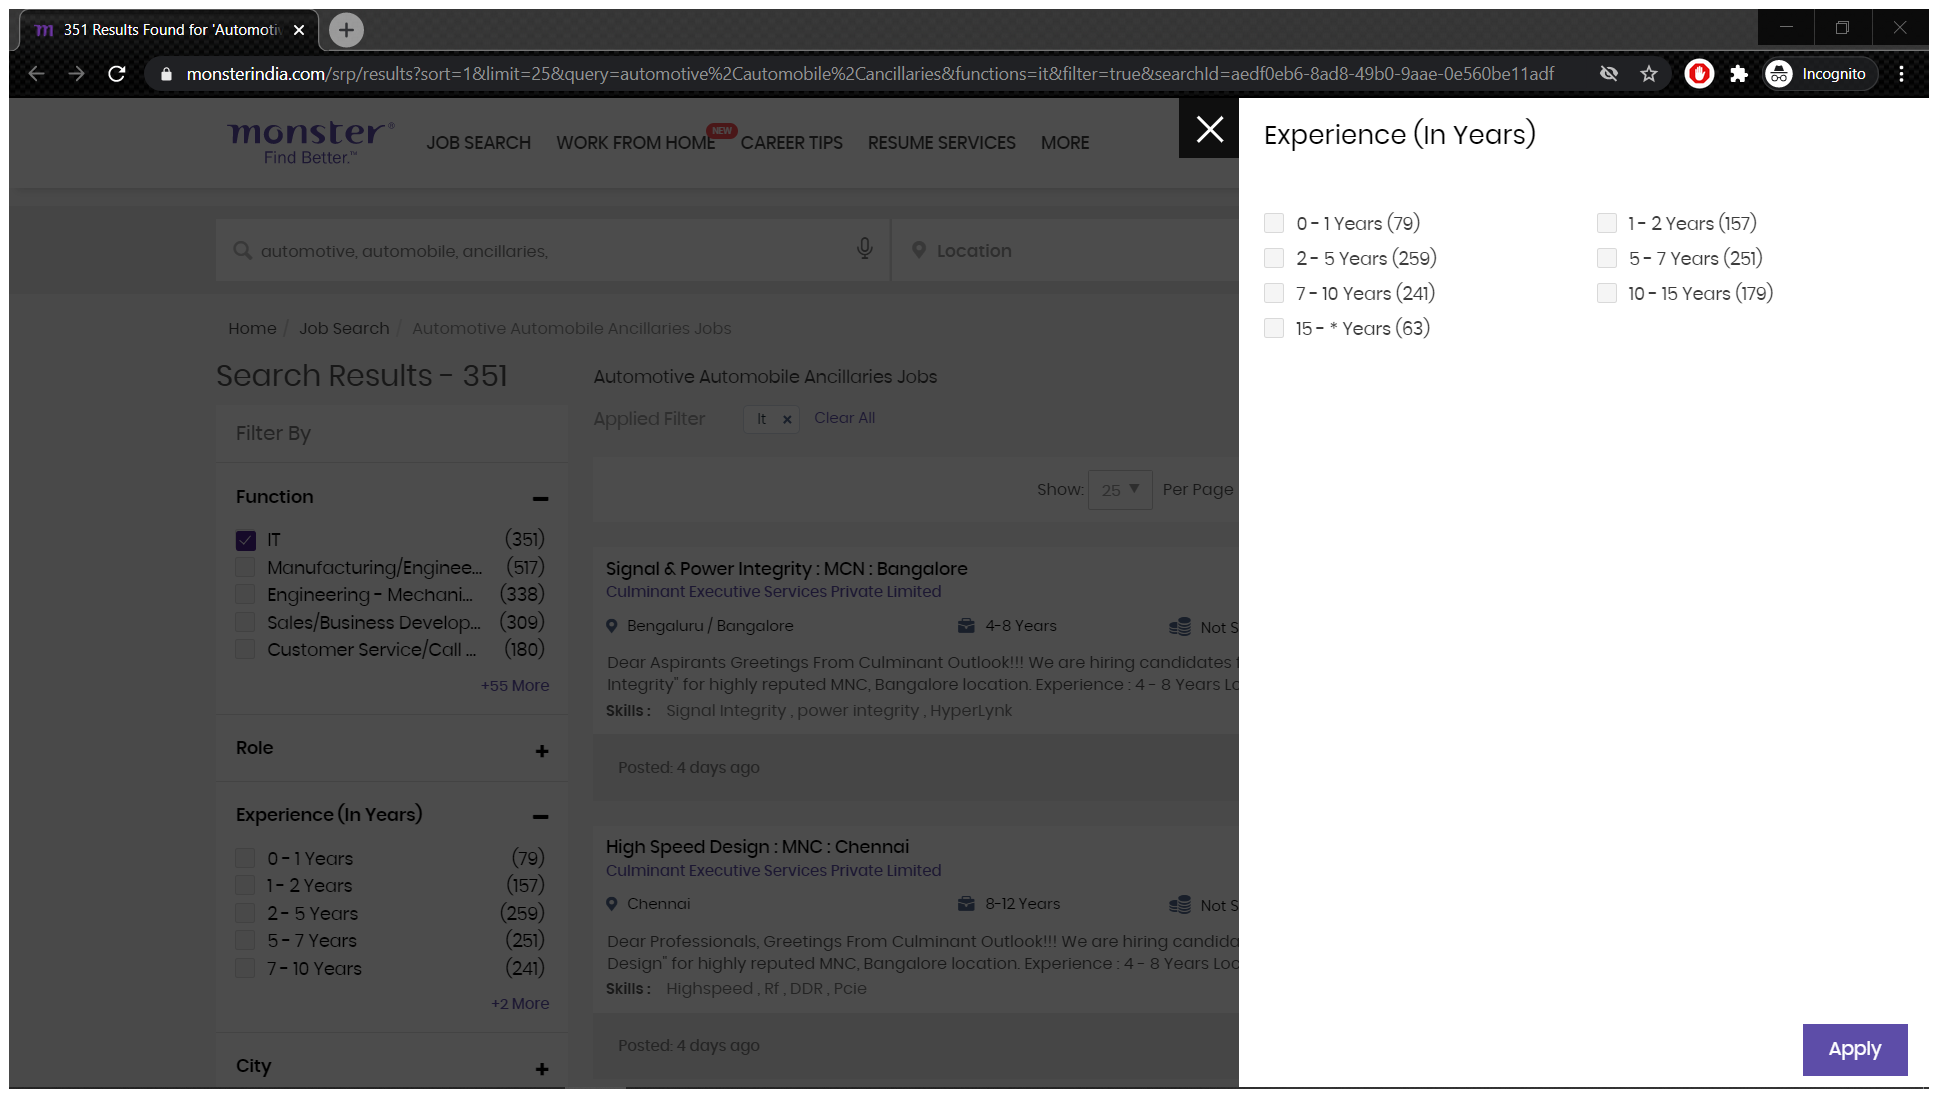 351 Results Found for 'Automoti
monsterindia.com/srp/results?sort=1&limit=25&query=automotive%2Cautomobile%2Cancillaries&functions=it&filter=true&searchId=aedf0eb6-8ad8-49b0-9aae-0e560be11adf
Incognito
monster
Find Better.™
JOB SEARCH
WORK FROM HOME
NEW
CAREER TIPS
RESUME SERVICES
MORE
automotive, automobile, ancillaries,
Location
Home / Job Search / Automotive Automobile Ancillaries Jobs
Search Results - 351
Filter By
Function
IT (351)
Manufacturing/Enginee... (517)
Engineering - Mechani... (338)
Sales/Business Develop... (309)
Customer Service/Call ... (180)
+55 More
Role
Experience (In Years)
0 - 1 Years (79)
1 - 2 Years (157)
2 - 5 Years (259)
5 - 7 Years (251)
7 - 10 Years (241)
+2 More
City
Automotive Automobile Ancillaries Jobs
Applied Filter It × Clear All
Show: 25 Per Page
Signal & Power Integrity : MCN : Bangalore
Culminant Executive Services Private Limited
Bengaluru / Bangalore 4-8 Years Not S
Dear Aspirants Greetings From Culminant Outlook!!! We are hiring candidates f
Integrity" for highly reputed MNC, Bangalore location. Experience : 4 - 8 Years Lo
Skills : Signal Integrity , power integrity , HyperLynk
Posted: 4 days ago
High Speed Design : MNC : Chennai
Culminant Executive Services Private Limited
Chennai 8-12 Years Not S
Dear Professionals, Greetings From Culminant Outlook!!! We are hiring candida
Design" for highly reputed MNC, Bangalore location. Experience : 4 - 8 Years Loc
Skills : Highspeed , Rf , DDR , Pcie
Posted: 4 days ago
Experience (In Years)
0 - 1 Years (79) 1 - 2 Years (157)
2 - 5 Years (259) 5 - 7 Years (251)
7 - 10 Years (241) 10 - 15 Years (179)
15 - * Years (63)
Apply